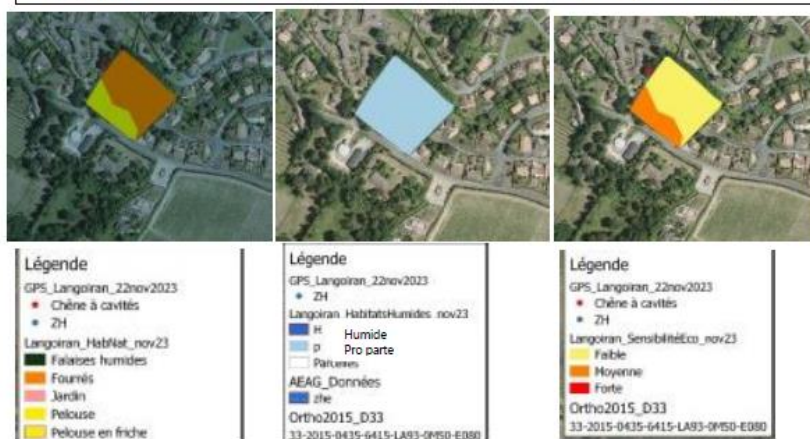 Légende
GPS_Langoiran_22nov2023
Chêne à cavités
ZH
Langoiran_HabNat_nov23
Falaises humides
Fourrés
Jardin
Pelouse
Pelouse en friche
Légende
GPS_Langoiran_22nov2023
ZH
Langoiran_HabitatsHumides_nov23
H Humide
p Pro parte
Parcelles
AEAG_Données
zhe
Ortho2015_D33
33-2015-0435-6415-LA93-0M50-E080
Légende
GPS_Langoiran_22nov2023
Chêne à cavités
ZH
Langoiran_SensibilitéEco_nov23
Faible
Moyenne
Forte
Ortho2015_D33
33-2015-0435-6415-LA93-0M50-E080